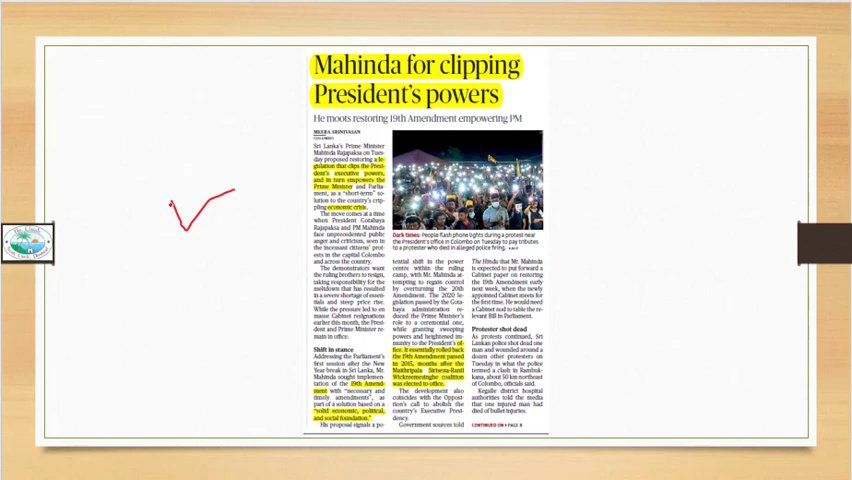 Mahinda for clipping
President's powers
He moots restoring 19th Amendment empowering PM
MEERA SRINIVASAN
COLOMBO
Sri Lanka's Prime Minister
Mahinda Rajapaksa on Tues-
day proposed restoring a le-
gislation that clips the Presi-
dent's executive powers,
and in turn empowers the
Prime Minister and Parlia-
ment, as a "short-term" so-
lution to the country's crip-
pling economic crisis.
The move comes at a time
when President Gotabaya
Rajapaksa and PM Mahinda
face unprecedented public
anger and criticism, seen in
the incessant citizens' prot-
ests in the capital Colombo
and across the country.
The demonstrators want
the ruling brothers to resign,
taking responsibility for the
meltdown that has resulted
in a severe shortage of essen-
tials and steep price rise.
While the pressure led to en
masse Cabinet resignations
earlier this month, the Presi-
dent and Prime Minister re-
main in office.
Shift in stance
Addressing the Parliament's
first session after the New
Year break in Sri Lanka, Mr.
Mahinda sought implemen-
tation of the 19th Amend-
ment with "necessary and
timely amendments", as
part of a solution based on a
"solid economic, political,
and social foundation."
His proposal signals a po-
Dark times: People flash phone lights during a protest near
the President's office in Colombo on Tuesday to pay tributes
to a protester who died in alleged police firing.
tential shift in the power
centre within the ruling
camp, with Mr. Mahinda at-
tempting to regain control
by overturning the 20th
Amendment. The 2020 le-
gislation passed by the Gota-
baya administration re-
duced the Prime Minister's
role to a ceremonial one,
while granting sweeping
powers and heightened im-
munity to the President's of-
fice. It essentially rolled back
the 19th Amendment passed
in 2015, months after the
Maithripala Sirisena-Ranil
Wickremesinghe coalition
was elected to office.
The development also
coincides with the Opposi-
tion's call to abolish the
country's Executive Presi-
dency.
Government sources told
The Hindu that Mr. Mahinda
is expected to put forward a
Cabinet paper on restoring
the 19th Amendment early
next week, when the newly
appointed Cabinet meets for
the first time. He would need
a Cabinet nod to table the re-
levant Bill in Parliament.
Protester shot dead
As protests continued, Sri
Lankan police shot dead one
man and wounded around a
dozen other protesters on
Tuesday in what the police
termed a clash in Rambuk-
kana, about 90 km northeast
of Colombo, officials said.
Kegalle district hospital
authorities told the media
that one injured man had
died of bullet injuries.
CONTINUED ON PAGE 8